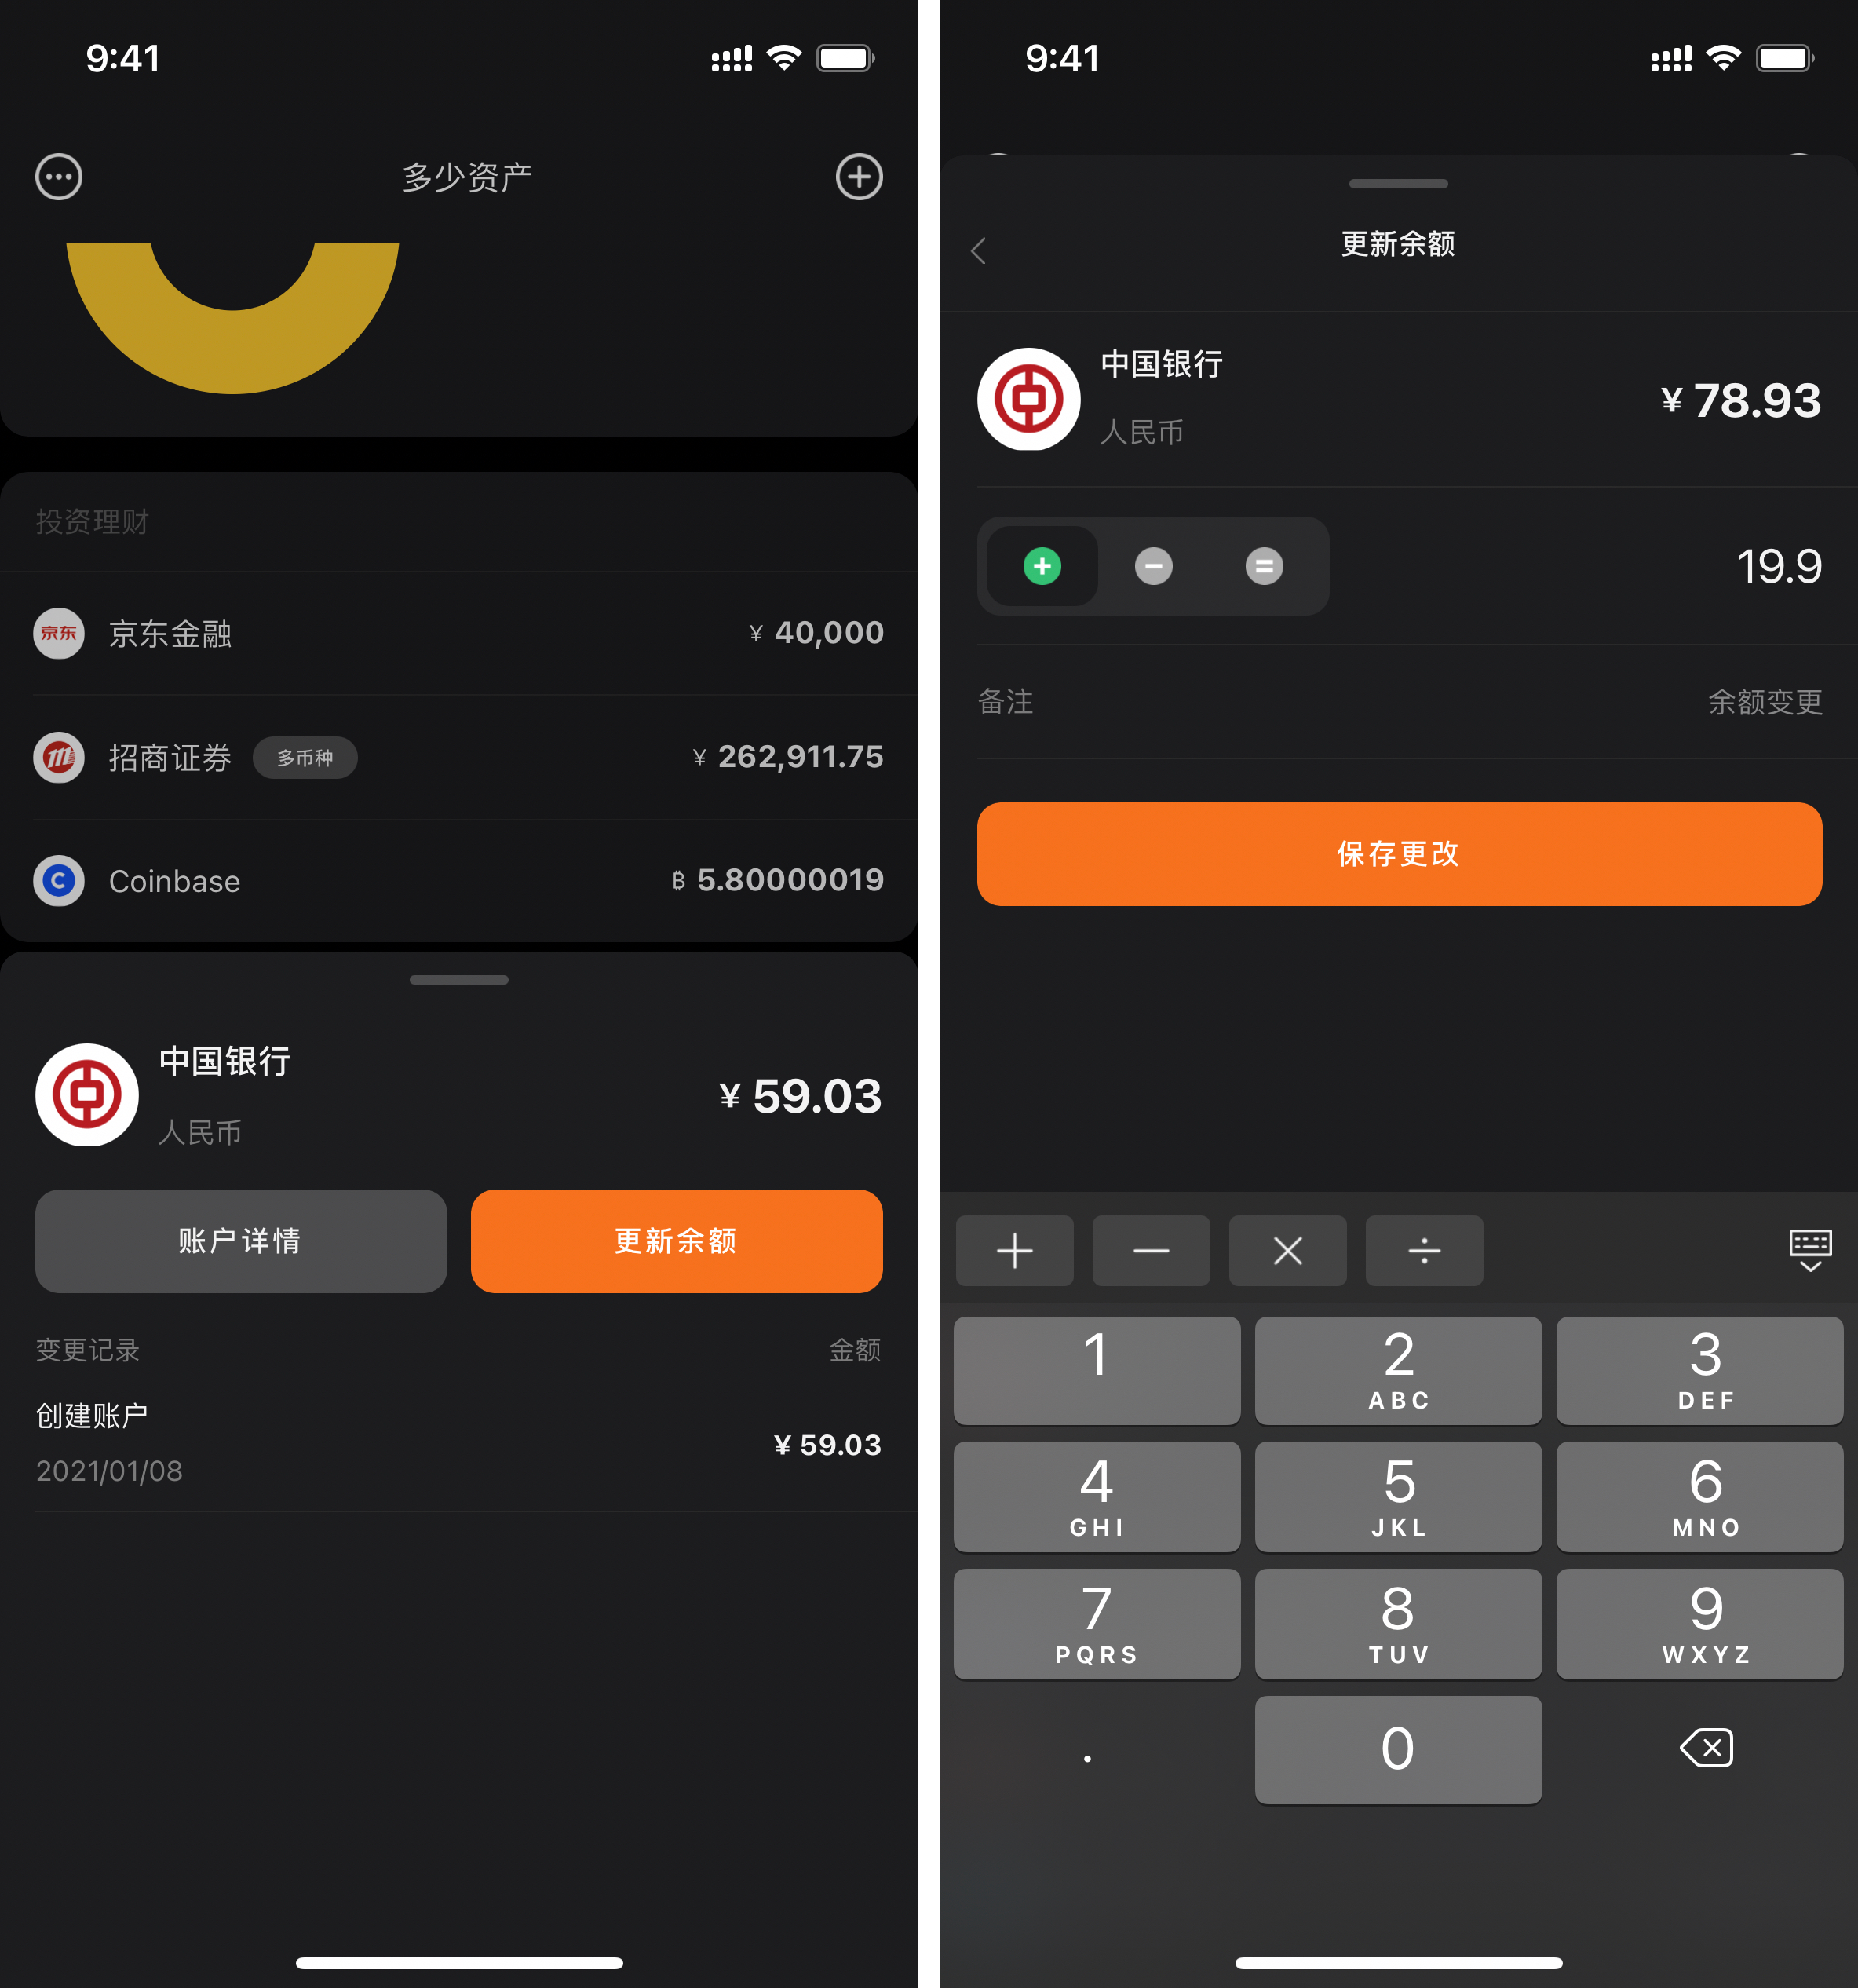 9:41
多少资产
投资理财
京东
京东金融
¥ 40,000
招商证券
多币种
¥ 262,911.75
C
Coinbase
₿ 5.80000019
中国银行
¥ 59.03
人民币
账户详情
更新余额
变更记录
金额
创建账户
¥ 59.03
2021/01/08
9:41
更新余额
中国银行
¥ 78.93
人民币
+ − =
19.9
备注
余额变更
保存更改
+ − × ÷
1
2
3
ABC
DEF
4
5
6
GHI
JKL
MNO
7
8
9
PQRS
TUV
WXYZ
.
0